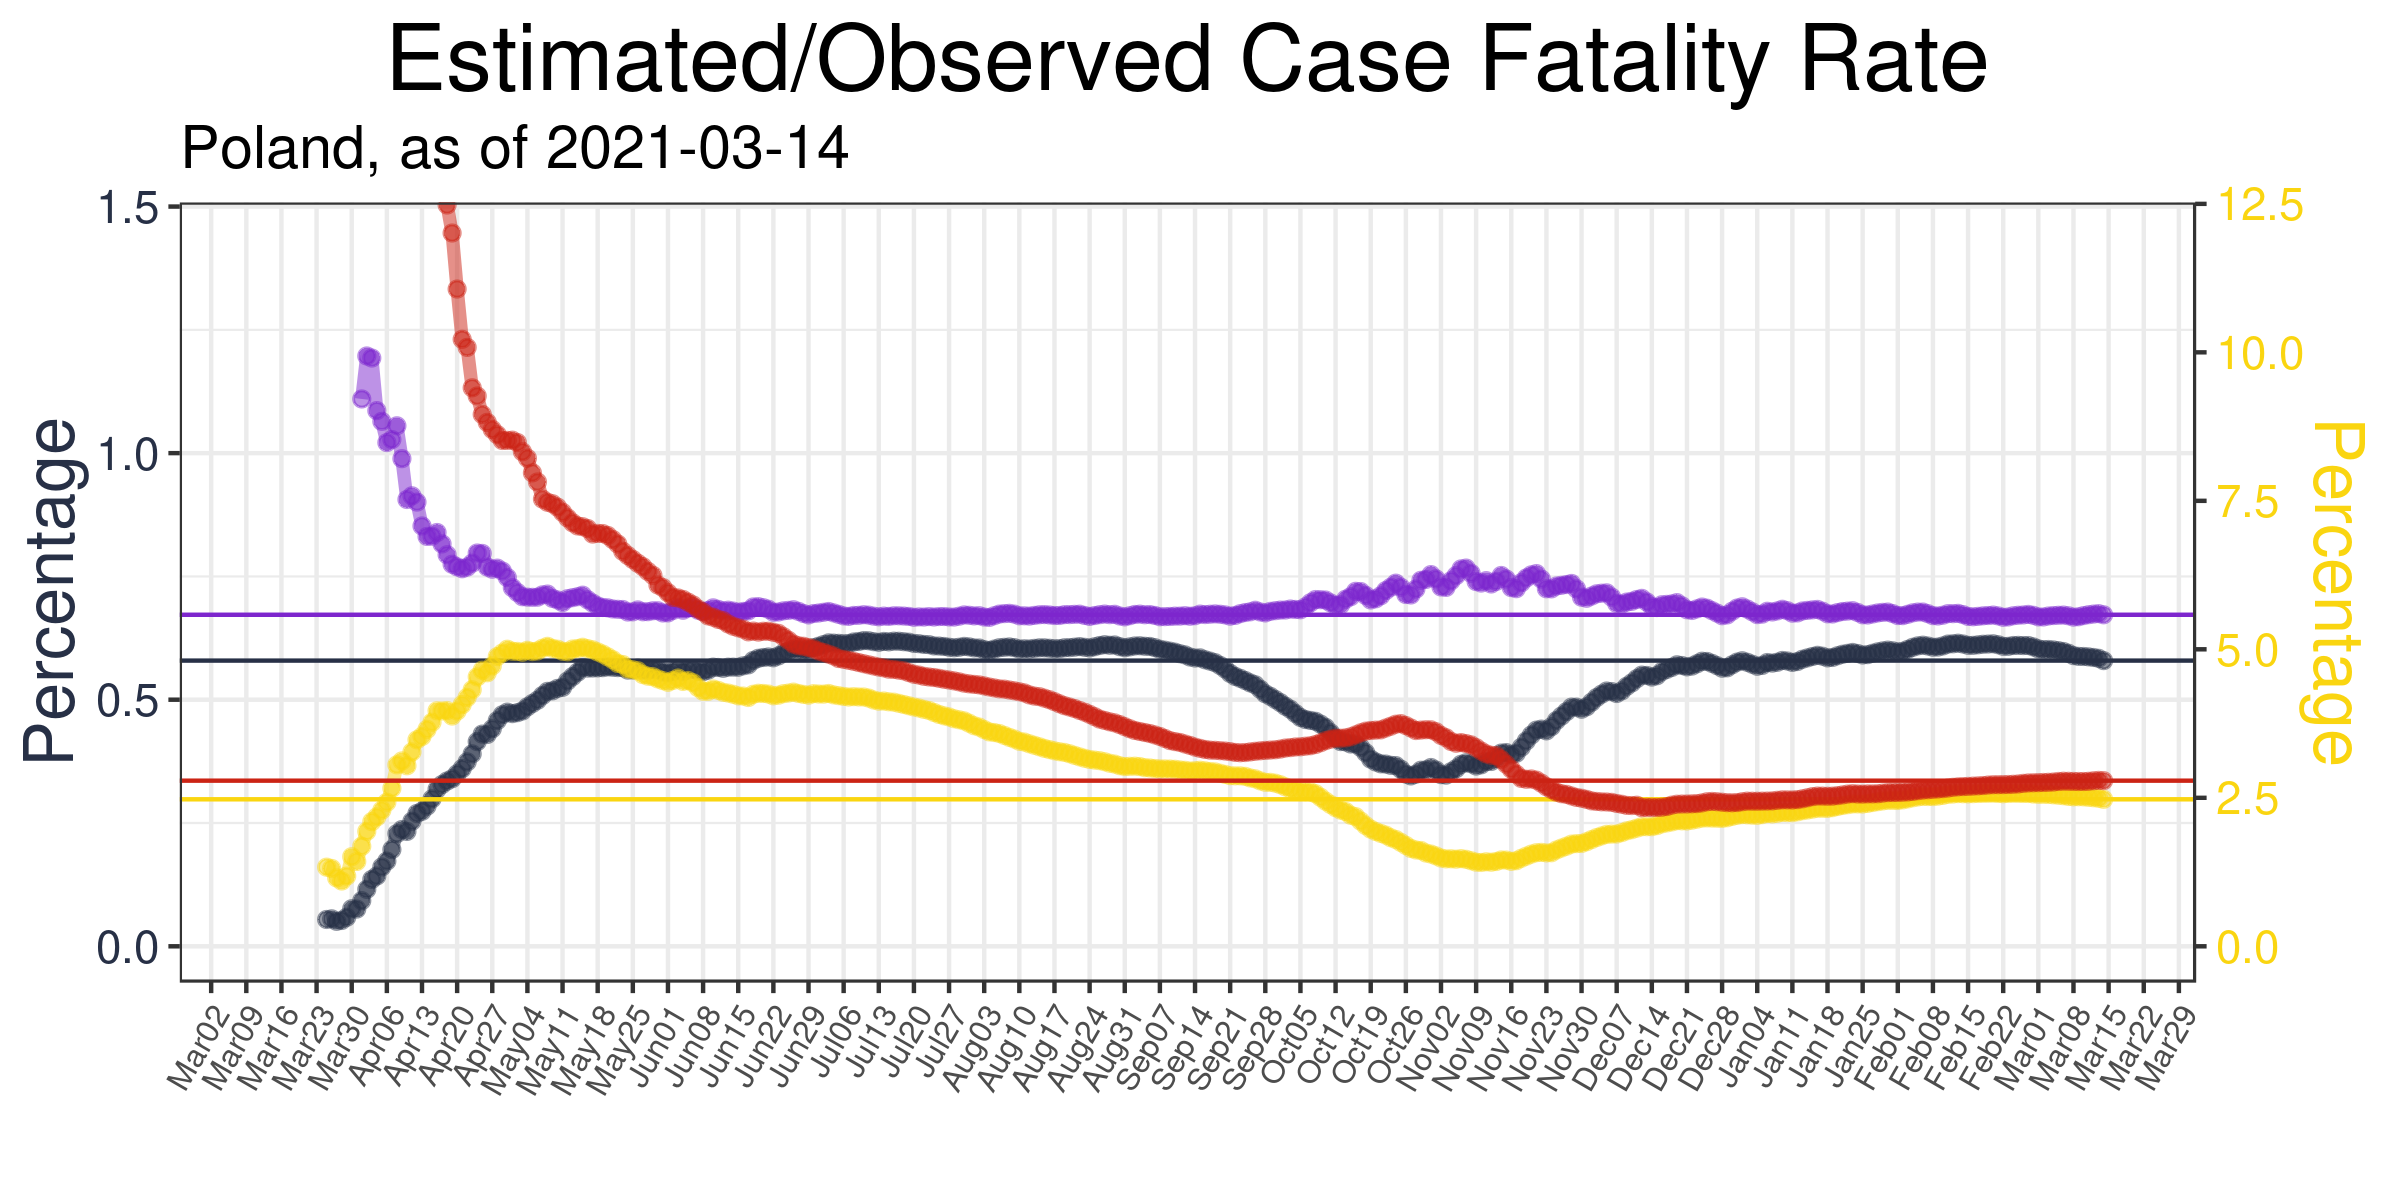 Estimated/Observed Case Fatality Rate
Poland, as of 2021-03-14
Percentage
1.5
1.0
0.5
0.0
12.5
10.0
7.5
5.0
2.5
0.0
Percentage
Mar02 Mar09 Mar16 Mar23 Mar30 Apr06 Apr13 Apr20 Apr27 May04 May11 May18 May25 Jun01 Jun08 Jun15 Jun22 Jun29 Jul06 Jul13 Jul20 Jul27 Aug03 Aug10 Aug17 Aug24 Aug31 Sep07 Sep14 Sep21 Sep28 Oct05 Oct12 Oct19 Oct26 Nov02 Nov09 Nov16 Nov23 Nov30 Dec07 Dec14 Dec21 Dec28 Jan04 Jan11 Jan18 Jan25 Feb01 Feb08 Feb15 Feb22 Mar01 Mar08 Mar15 Mar22 Mar29